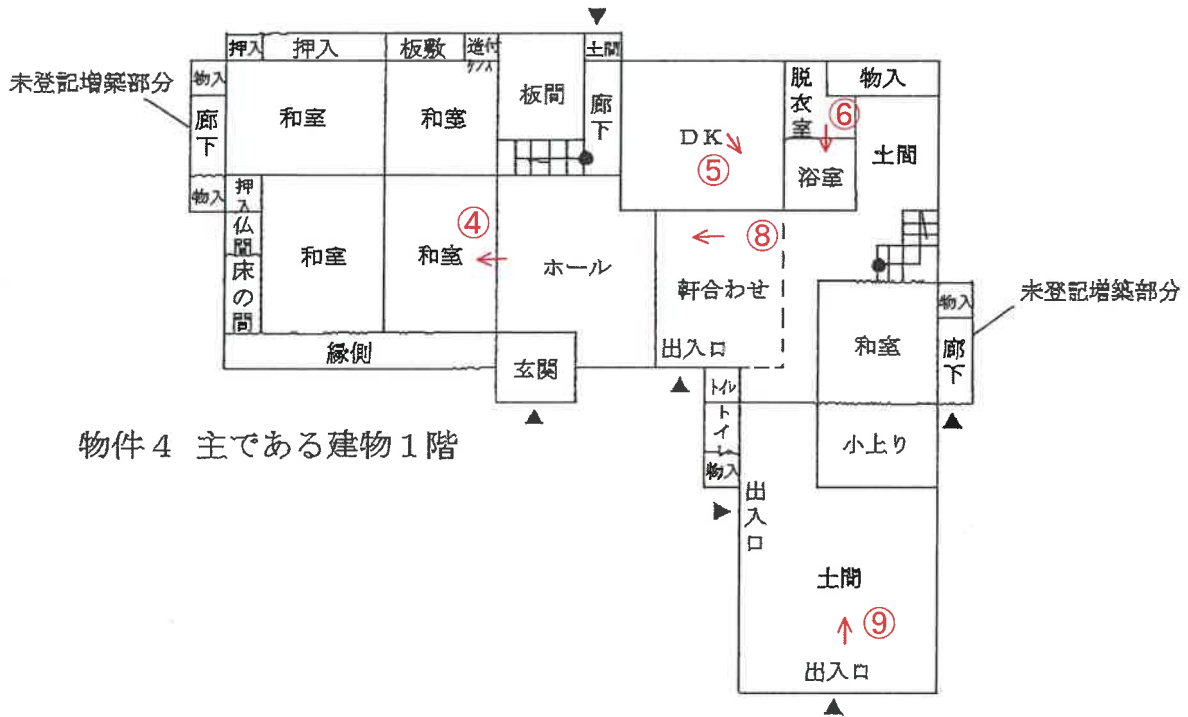 押入
押入
板敷
造付
タンス
土間
未登記増築部分
物入
廊下
物入
和室
和室
板間
廊下
DK
⑤
脱衣室
⑥
物入
浴室
土間
押入
仏間
床の間
和室
和室
④
ホール
⑧
軒合わせ
出入口
未登記増築部分
物入
廊下
和室
縁側
玄関
トイレ
トイレ
物入
小上り
物件4 主である建物1階
出入口
土間
⑨
出入口